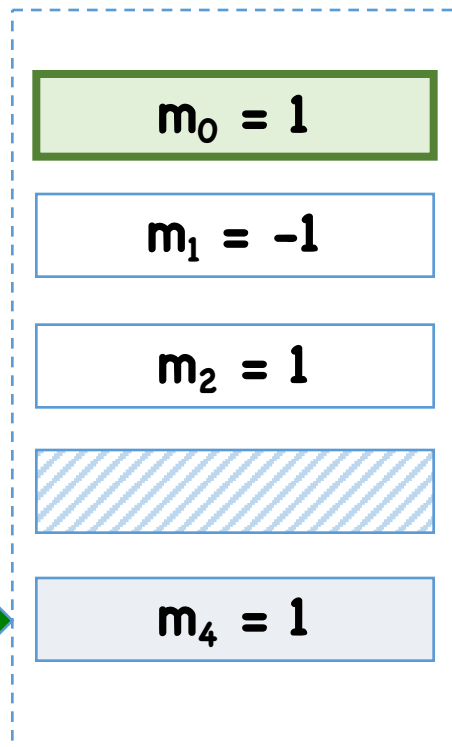 m₀ = 1
m₁ = -1
m₂ = 1
m₄ = 1